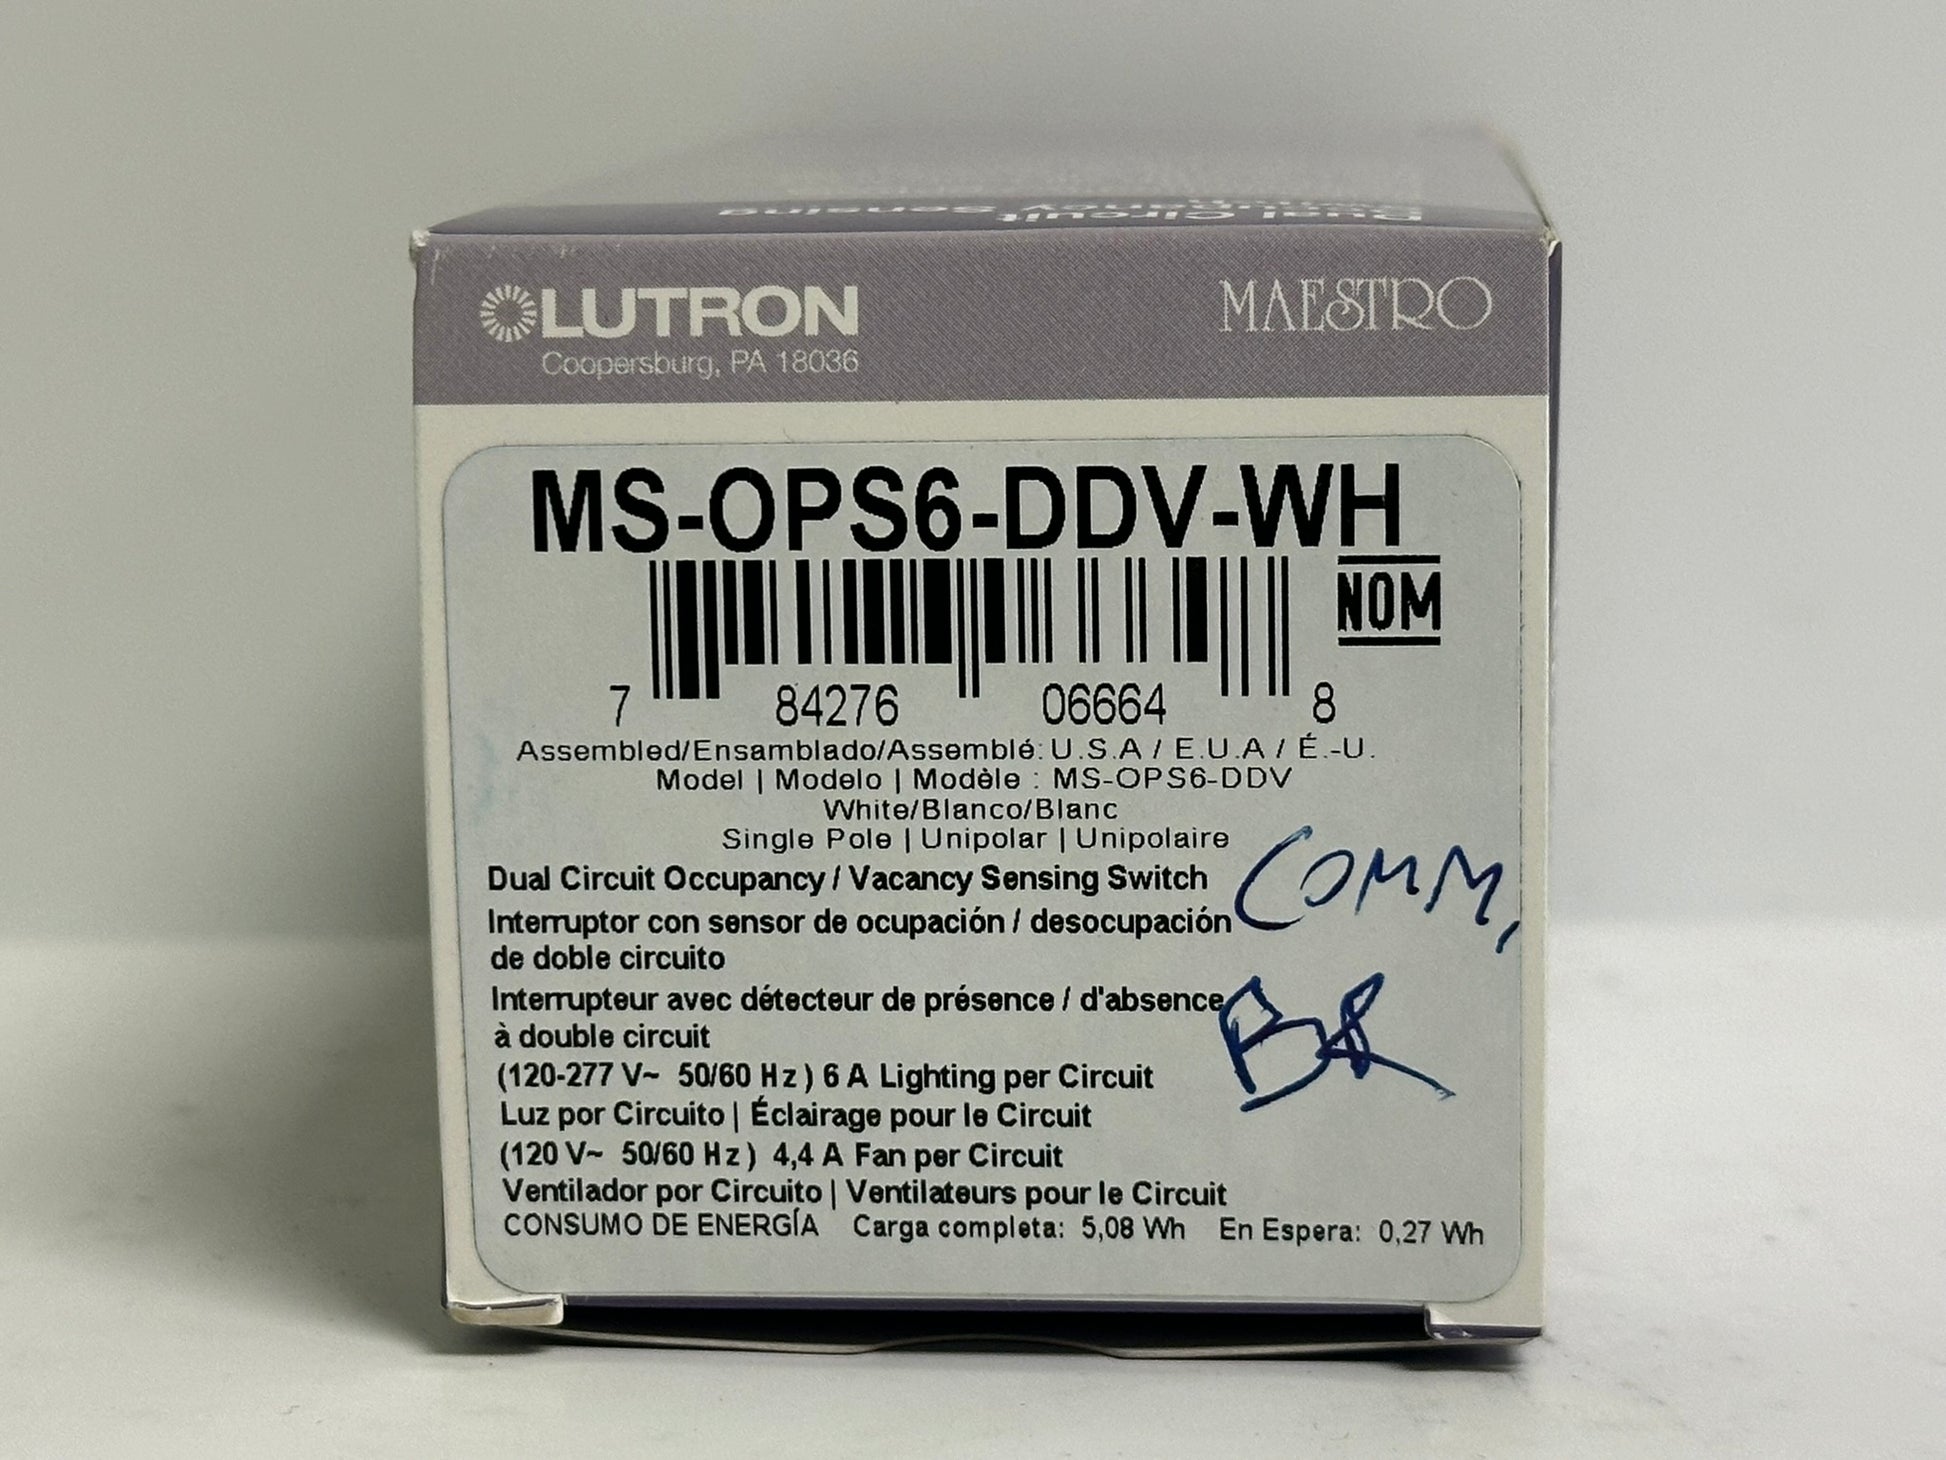 Dual Circuit
Occupancy Sensing
LUTRON
Coopersburg, PA 18036
MAESTRO
MS-OPS6-DDV-WH
NOM
7 84276 06664 8
Assembled/Ensamblado/Assemblé: U.S.A / E.U.A / É.-U.
Model | Modelo | Modèle : MS-OPS6-DDV
White/Blanco/Blanc
Single Pole | Unipolar | Unipolaire
Dual Circuit Occupancy / Vacancy Sensing Switch
COMM,
Interruptor con sensor de ocupación / desocupación
de doble circuito
Interrupteur avec détecteur de présence / d'absence
à double circuit
BR
(120-277 V~ 50/60 Hz) 6 A Lighting per Circuit
Luz por Circuito | Éclairage pour le Circuit
(120 V~ 50/60 Hz) 4,4 A Fan per Circuit
Ventilador por Circuito | Ventilateurs pour le Circuit
CONSUMO DE ENERGÍA Carga completa: 5,08 Wh En Espera: 0,27 Wh